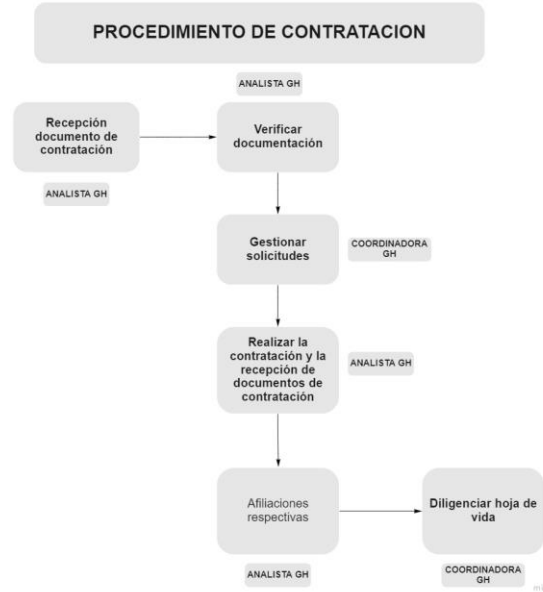 PROCEDIMIENTO DE CONTRATACION
ANALISTA GH
Recepción
documento de
contratación
Verificar
documentación
ANALISTA GH
Gestionar
solicitudes
COORDINADORA
GH
Realizar la
contratación y la
recepción de
documentos de
contratación
ANALISTA GH
Afiliaciones
respectivas
Diligenciar hoja de
vida
ANALISTA GH
COORDINADORA
GH